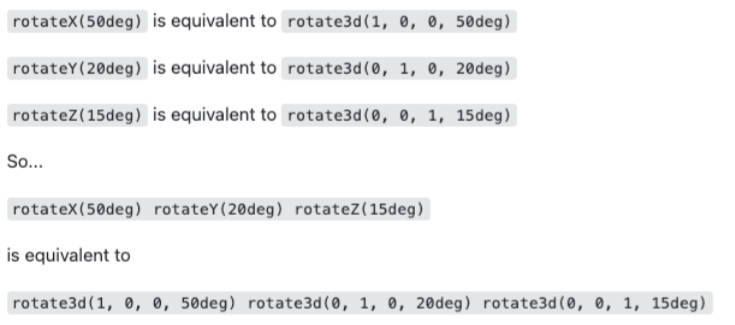 rotateX(50deg) is equivalent to rotate3d(1, 0, 0, 50deg)
rotateY(20deg) is equivalent to rotate3d(0, 1, 0, 20deg)
rotateZ(15deg) is equivalent to rotate3d(0, 0, 1, 15deg)
So...
rotateX(50deg) rotateY(20deg) rotateZ(15deg)
is equivalent to
rotate3d(1, 0, 0, 50deg) rotate3d(0, 1, 0, 20deg) rotate3d(0, 0, 1, 15deg)